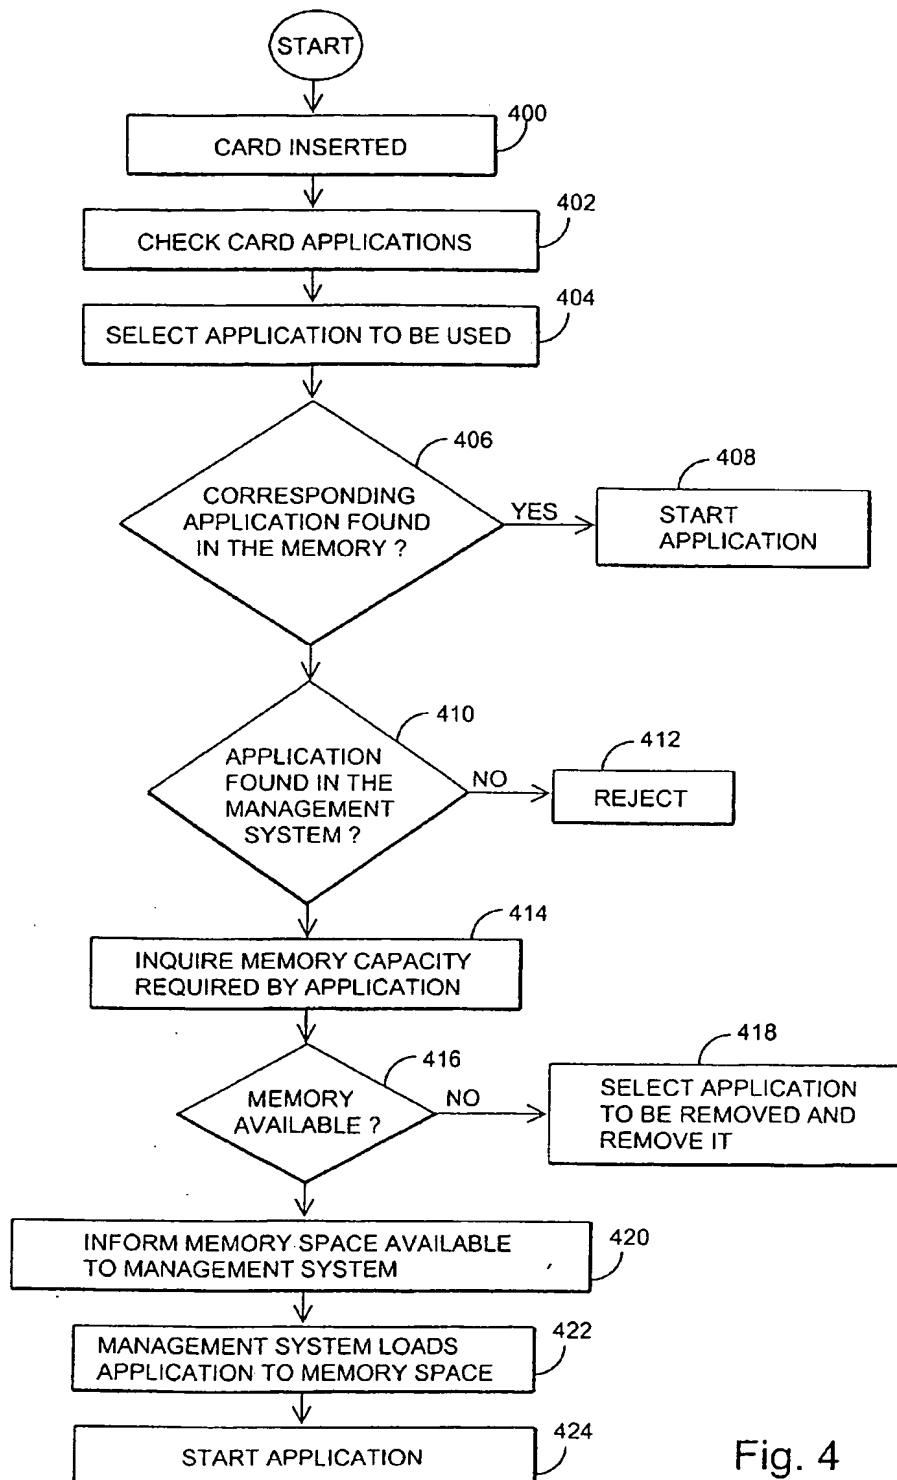 START
400
CARD INSERTED
402
CHECK CARD APPLICATIONS
404
SELECT APPLICATION TO BE USED
406
CORRESPONDING
APPLICATION FOUND
IN THE MEMORY ?
YES
408
START
APPLICATION
410
APPLICATION
FOUND IN THE
MANAGEMENT
SYSTEM ?
NO
412
REJECT
414
INQUIRE MEMORY CAPACITY
REQUIRED BY APPLICATION
416
MEMORY
AVAILABLE ?
NO
418
SELECT APPLICATION
TO BE REMOVED AND
REMOVE IT
INFORM MEMORY SPACE AVAILABLE
TO MANAGEMENT SYSTEM
420
MANAGEMENT SYSTEM LOADS
APPLICATION TO MEMORY SPACE
422
START APPLICATION
424
Fig. 4